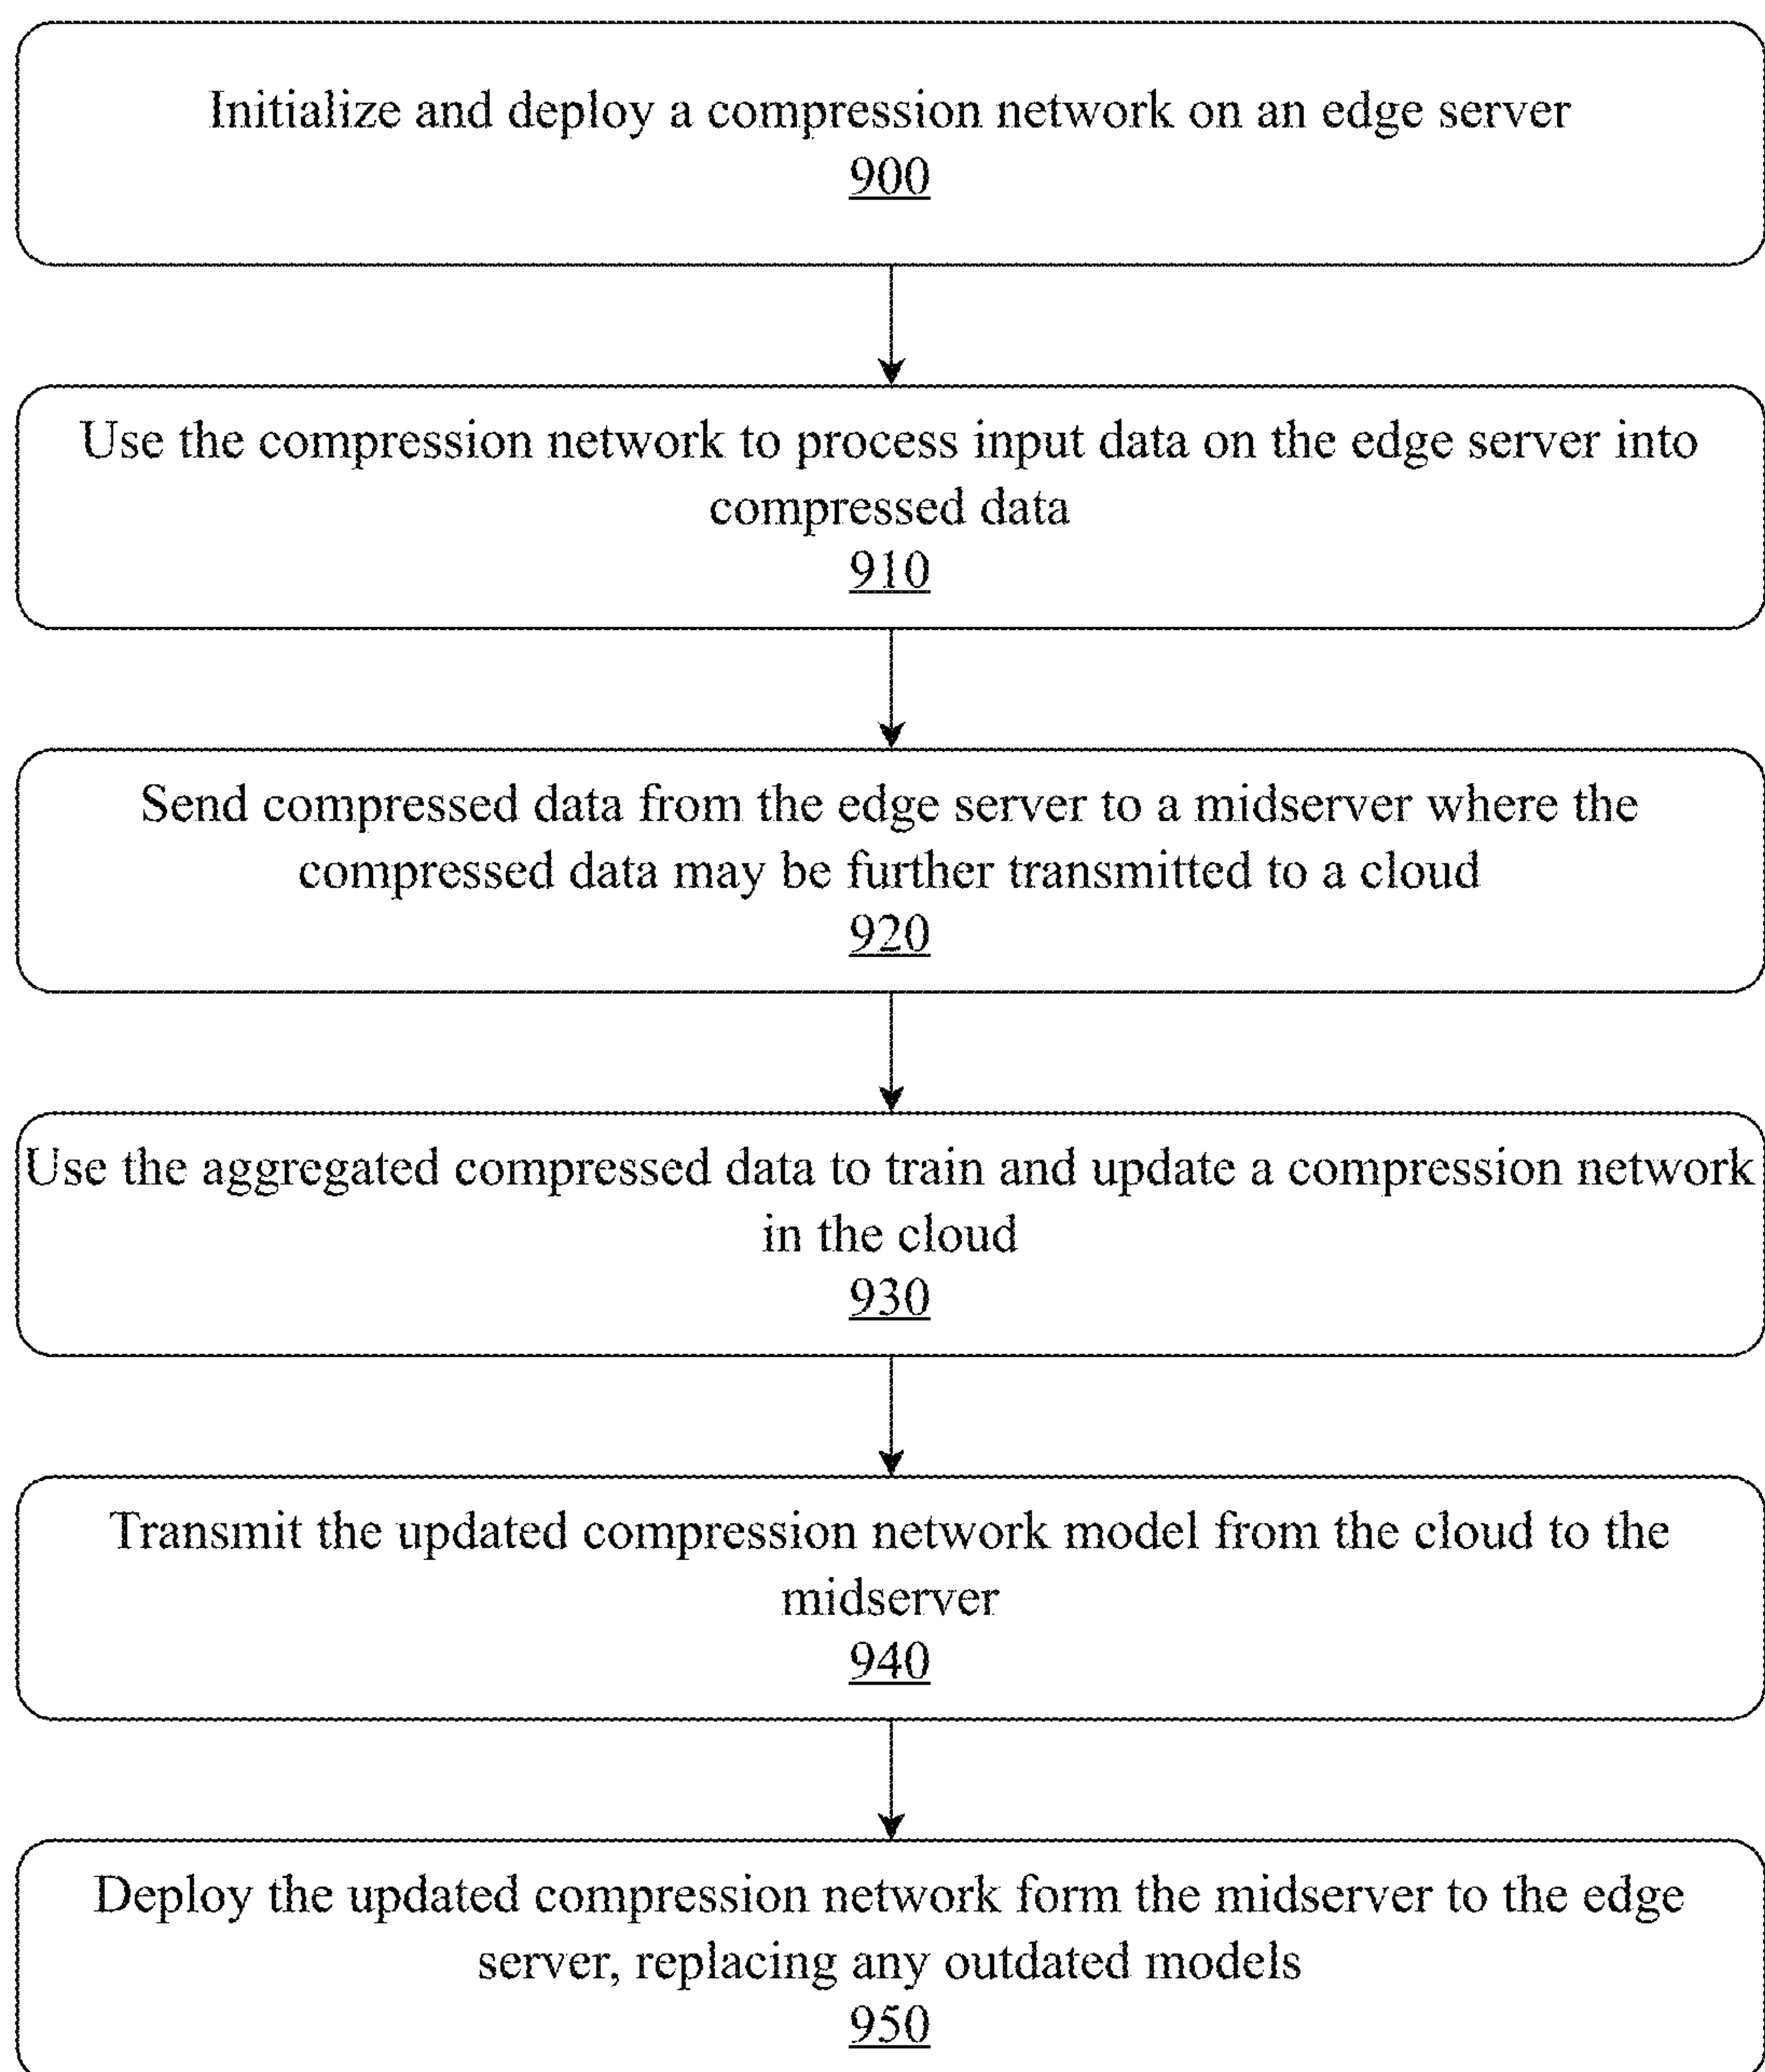 Initialize and deploy a compression network on an edge server
900
Use the compression network to process input data on the edge server into
compressed data
910
Send compressed data from the edge server to a midserver where the
compressed data may be further transmitted to a cloud
920
Use the aggregated compressed data to train and update a compression network
in the cloud
930
Transmit the updated compression network model from the cloud to the
midserver
940
Deploy the updated compression network form the midserver to the edge
server, replacing any outdated models
950